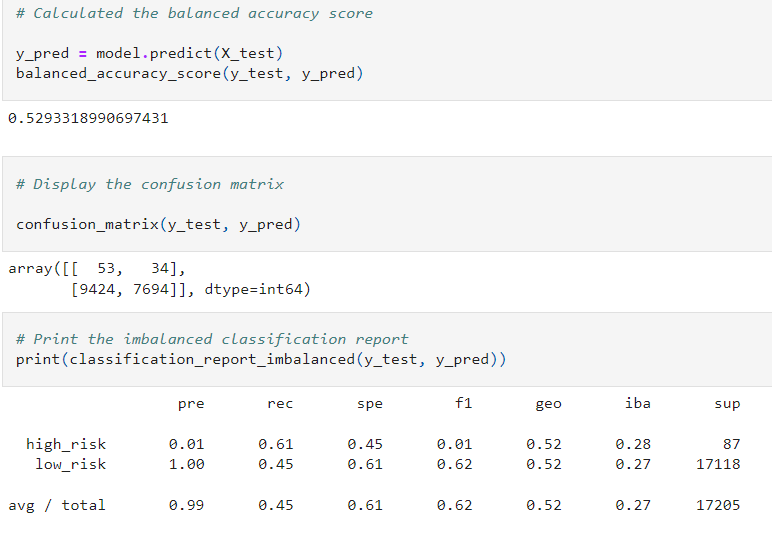 # Calculated the balanced accuracy score
y_pred = model.predict(X_test)
balanced_accuracy_score(y_test, y_pred)
0.5293318990697431
# Display the confusion matrix
confusion_matrix(y_test, y_pred)
array([[  53,   34],
       [9424, 7694]], dtype=int64)
# Print the imbalanced classification report
print(classification_report_imbalanced(y_test, y_pred))
pre rec spe f1 geo iba sup
high_risk 0.01 0.61 0.45 0.01 0.52 0.28 87
low_risk 1.00 0.45 0.61 0.62 0.52 0.27 17118
avg / total 0.99 0.45 0.61 0.62 0.52 0.27 17205